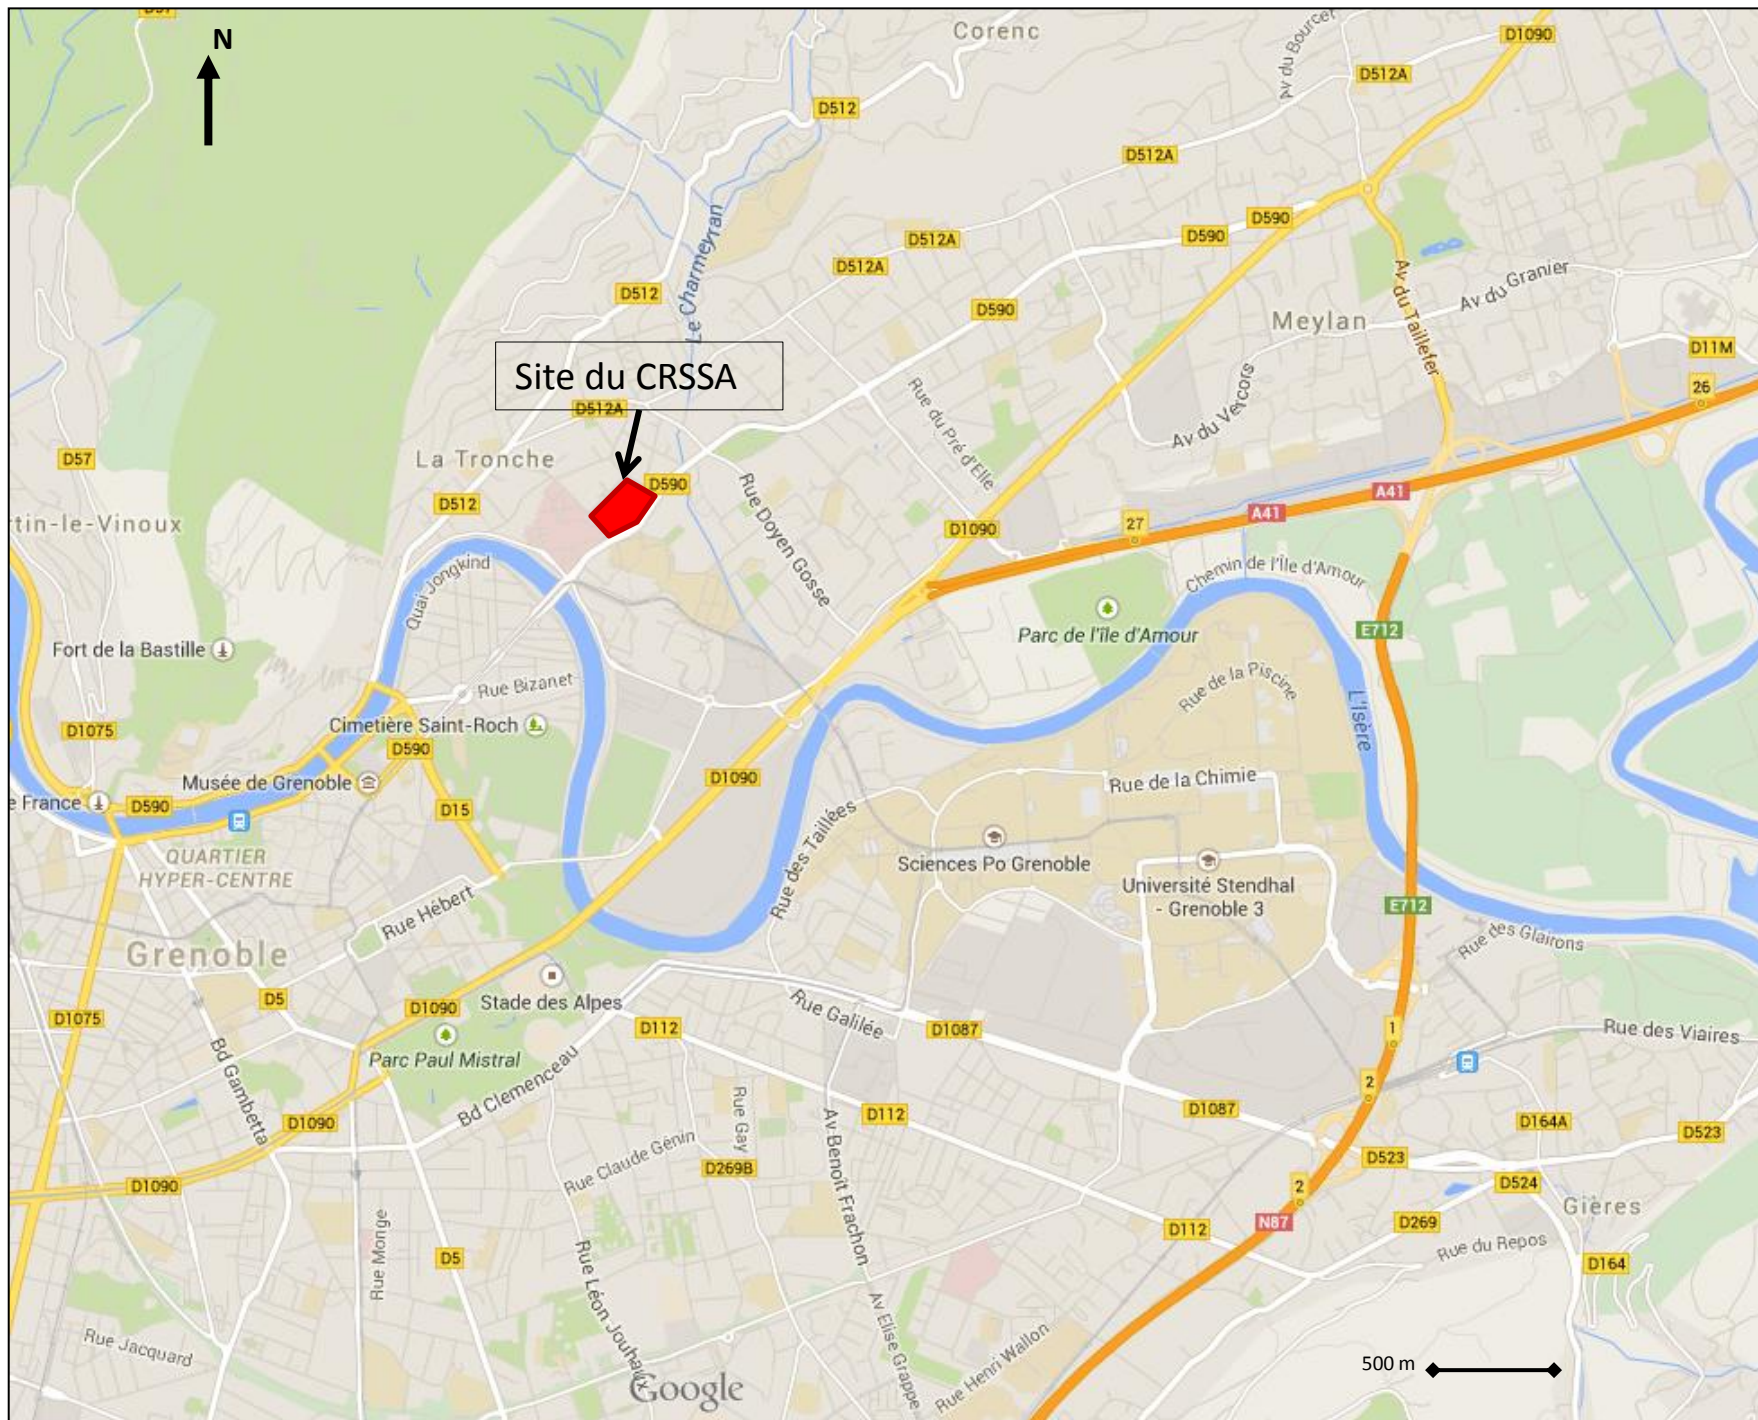 D57
N
Corenc
Av du Bourcet
D1090
D512A
D512
D512A
Le Charmeyran
D590
D590
D512A
D512A
D512
D590
Av du Taillefer
Av du Granier
Meylan
D11M
Site du CRSSA
26
D512A
Rue du Pré d'Elle
Av du Vercors
La Tronche
D57
D590
D512
Rue Doyen Gosse
A41
A41
27
D1090
tin-le-Vinoux
Quai Jongkind
Chemin de l'Île d'Amour
Parc de l'île d'Amour
E712
Fort de la Bastille
Rue Bizanet
Rue de la Piscine
L'Isère
Cimetière Saint-Roch
D1075
D590
Musée de Grenoble
D1090
Rue de la Chimie
e France
D590
D15
Rue des Taillées
QUARTIER
HYPER-CENTRE
Sciences Po Grenoble
Université Stendhal
- Grenoble 3
E712
Rue Hébert
Rue des Glairons
Grenoble
Stade des Alpes
D5
D1090
Rue Galilée
D1075
D112
D1087
1
Rue des Viaires
Parc Paul Mistral
Bd Gambetta
Bd Clemenceau
2
Rue Gay
Av Benoit Frachon
D112
D1087
D1090
D164A
D523
Rue Claude Genin
D269B
D523
D1090
2
D524
Gières
Rue Monge
N87
D112
D269
D5
Rue Léon Jouhaux
Rue du Repos
D164
Av Elise Grappe
Rue Henri Wallon
Rue Jacquard
500 m
Google